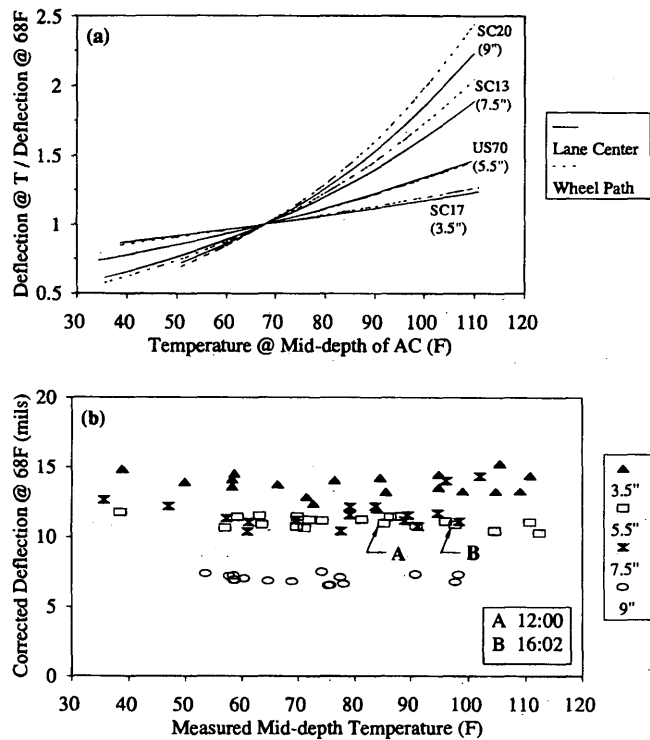 (a)
Deflection @ T / Deflection @ 68F
2.5
2
1.5
1
0.5
30 40 50 60 70 80 90 100 110 120
Temperature @ Mid-depth of AC (F)
SC20
(9")
SC13
(7.5")
US70
(5.5")
SC17
(3.5")
Lane Center
Wheel Path
(b)
Corrected Deflection @ 68F (mils)
20
15
10
5
0
30 40 50 60 70 80 90 100 110 120
Measured Mid-depth Temperature (F)
A
B
A 12:00
B 16:02
3.5"
5.5"
7.5"
9"